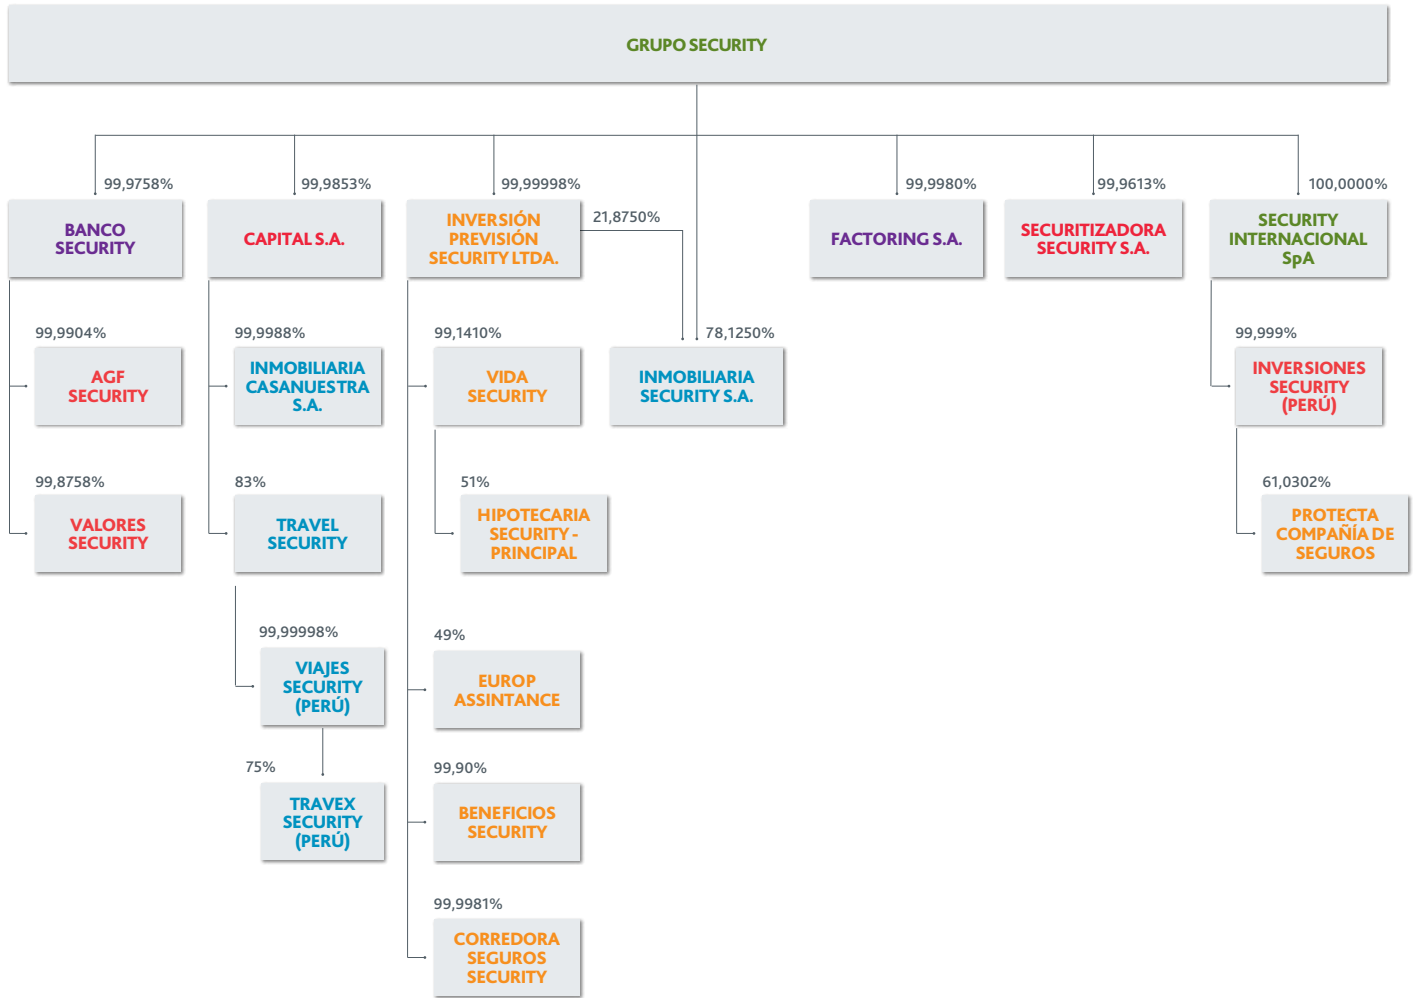 GRUPO SECURITY
99,9758%
99,9853%
99,99998%
99,9980%
99,9613%
100,0000%
BANCO
SECURITY
CAPITAL S.A.
INVERSIÓN
PREVISIÓN
SECURITY LTDA.
21,8750%
FACTORING S.A.
SECURITIZADORA
SECURITY S.A.
SECURITY
INTERNACIONAL
SpA
99,9904%
99,9988%
99,1410%
78,1250%
99,999%
AGF
SECURITY
INMOBILIARIA
CASANUESTRA
S.A.
VIDA
SECURITY
INMOBILIARIA
SECURITY S.A.
INVERSIONES
SECURITY
(PERÚ)
99,8758%
83%
51%
61,0302%
VALORES
SECURITY
TRAVEL
SECURITY
HIPOTECARIA
SECURITY -
PRINCIPAL
PROTECTA
COMPAÑÍA DE
SEGUROS
99,99998%
49%
VIAJES
SECURITY
(PERÚ)
EUROP
ASSINTANCE
75%
99,90%
TRAVEX
SECURITY
(PERÚ)
BENEFICIOS
SECURITY
99,9981%
CORREDORA
SEGUROS
SECURITY